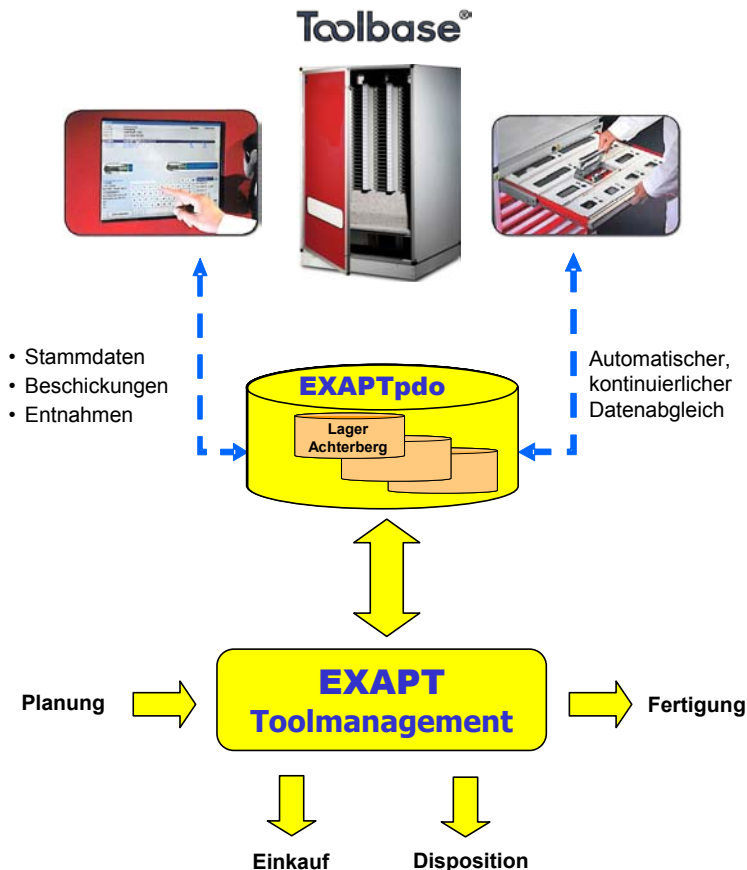 Toolbase®
• Stammdaten
• Beschickungen
• Entnahmen
Automatischer,
kontinuierlicher
Datenabgleich
EXAPTpdo
Lager
Achterberg
EXAPT
Toolmanagement
Planung
Fertigung
Einkauf
Disposition